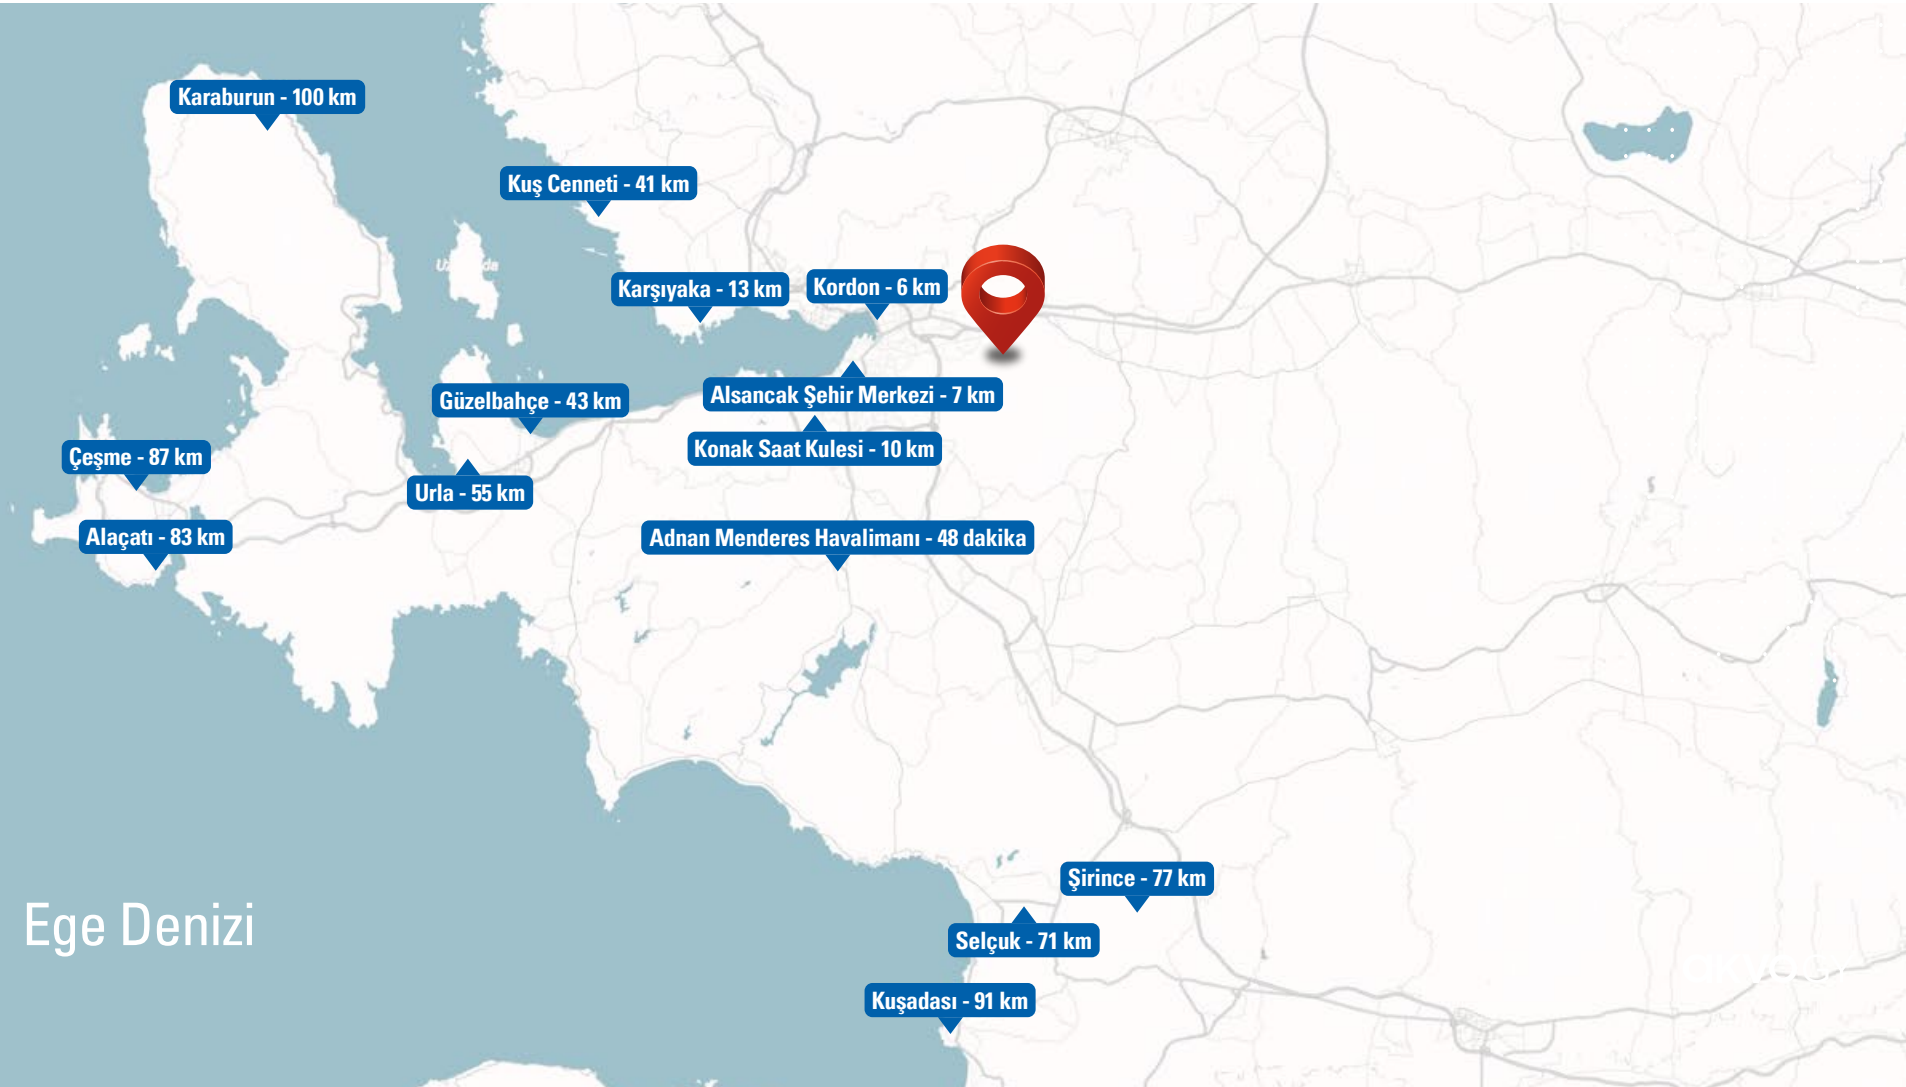 Karaburun - 100 km
Kuş Cenneti - 41 km
Karşıyaka - 13 km
Kordon - 6 km
Alsancak Şehir Merkezi - 7 km
Güzelbahçe - 43 km
Konak Saat Kulesi - 10 km
Çeşme - 87 km
Urla - 55 km
Alaçatı - 83 km
Adnan Menderes Havalimanı - 48 dakika
Şirince - 77 km
Ege Denizi
Selçuk - 71 km
Kuşadası - 91 km